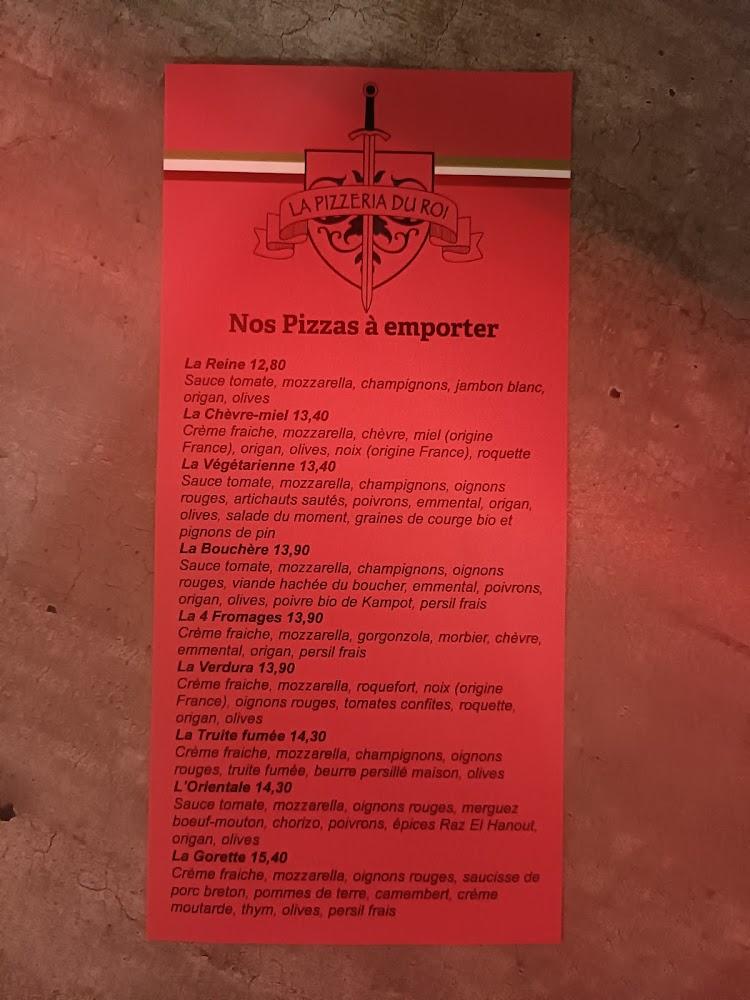 LA PIZZERIA DU ROI
Nos Pizzas à emporter
La Reine 12,80
Sauce tomate, mozzarella, champignons, jambon blanc,
origan, olives
La Chèvre-miel 13,40
Crème fraiche, mozzarella, chèvre, miel (origine
France), origan, olives, noix (origine France), roquette
La Végétarienne 13,40
Sauce tomate, mozzarella, champignons, oignons
rouges, artichauts sautés, poivrons, emmental, origan,
olives, salade du moment, graines de courge bio et
pignons de pin
La Bouchère 13,90
Sauce tomate, mozzarella, champignons, oignons
rouges, viande hachée du boucher, emmental, poivrons,
origan, olives, poivre bio de Kampot, persil frais
La 4 Fromages 13,90
Crème fraiche, mozzarella, gorgonzola, morbier, chèvre,
emmental, origan, persil frais
La Verdura 13,90
Crème fraiche, mozzarella, roquefort, noix (origine
France), oignons rouges, tomates confites, roquette,
origan, olives
La Truite fumée 14,30
Crème fraiche, mozzarella, champignons, oignons
rouges, truite fumée, beurre persillé maison, olives
L'Orientale 14,30
Sauce tomate, mozzarella, oignons rouges, merguez
boeuf-mouton, chorizo, poivrons, épices Raz El Hanout,
origan, olives
La Gorette 15,40
Crème fraiche, mozzarella, oignons rouges, saucisse de
porc breton, pommes de terre, camembert, crème
moutarde, thym, olives, persil frais